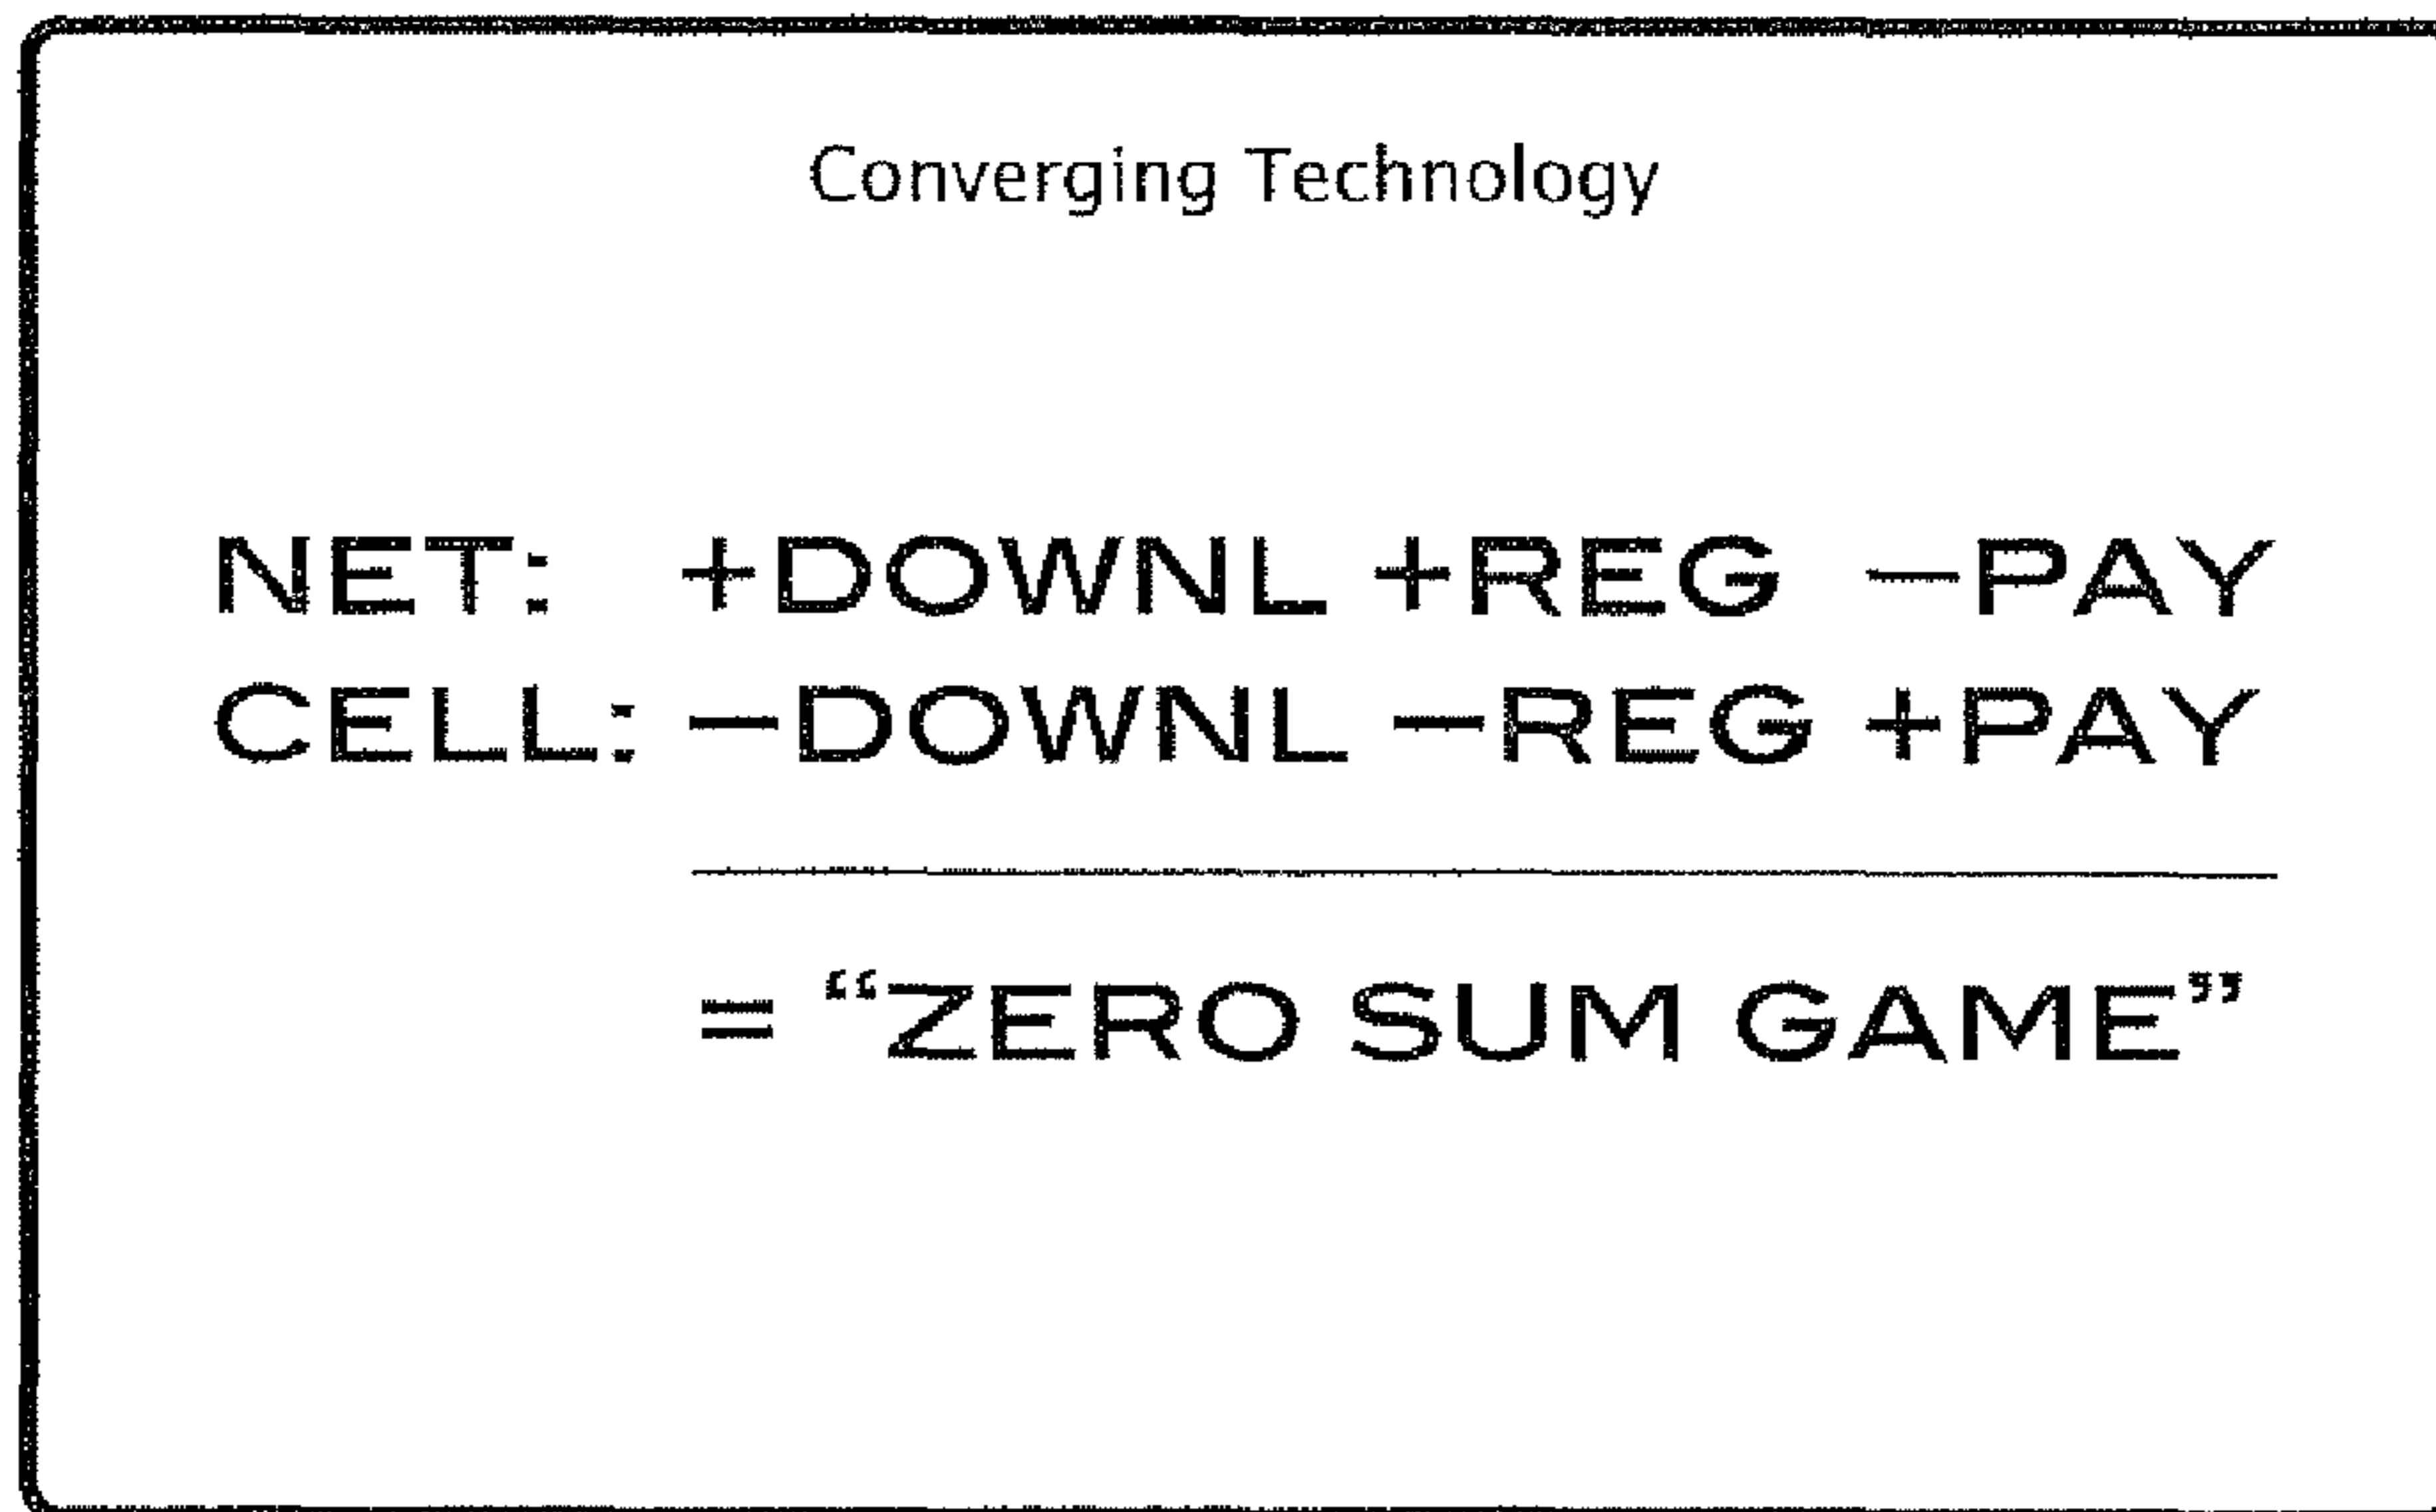 Converging Technology
NET: +DOWNL +REG –PAY
CELL: –DOWNL –REG +PAY
= “ZERO SUM GAME”